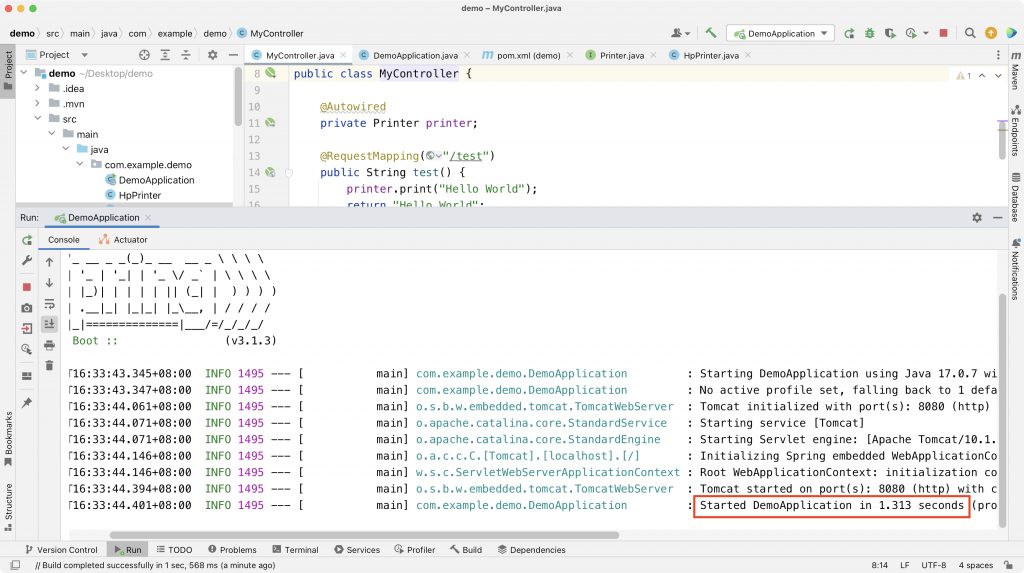 demo – MyController.java
demo src main java com example demo MyController
DemoApplication
Project
MyController.java DemoApplication.java pom.xml (demo) Printer.java HpPrinter.java
demo ~/Desktop/demo
.idea
.mvn
src
main
java
com.example.demo
DemoApplication
HpPrinter
8 public class MyController {
9
10 @Autowired
11 private Printer printer;
12
13 @RequestMapping("/test")
14 public String test() {
15 printer.print("Hello World");
16 return "Hello World";
1
Project
Bookmarks
Structure
Maven
Endpoints
Database
Notifications
Run: DemoApplication
Console Actuator
'_ __ _ _(_)_ __  __ _ \ \ \ \
| '_ | '_| | '_ \/ _` | \ \ \ \
| |_)| | | | | || (_| |  ) ) ) )
| .__|_| |_|_| |_\__, | / / / /
|_|==============|___/=/_/_/_/
Boot :: (v3.1.3)
T16:33:43.345+08:00 INFO 1495 --- [ main] com.example.demo.DemoApplication : Starting DemoApplication using Java 17.0.7 wi
T16:33:43.347+08:00 INFO 1495 --- [ main] com.example.demo.DemoApplication : No active profile set, falling back to 1 defa
T16:33:44.061+08:00 INFO 1495 --- [ main] o.s.b.w.embedded.tomcat.TomcatWebServer : Tomcat initialized with port(s): 8080 (http)
T16:33:44.071+08:00 INFO 1495 --- [ main] o.apache.catalina.core.StandardService : Starting service [Tomcat]
T16:33:44.071+08:00 INFO 1495 --- [ main] o.apache.catalina.core.StandardEngine : Starting Servlet engine: [Apache Tomcat/10.1.
T16:33:44.146+08:00 INFO 1495 --- [ main] o.a.c.c.C.[Tomcat].[localhost].[/] : Initializing Spring embedded WebApplicationCo
T16:33:44.146+08:00 INFO 1495 --- [ main] w.s.c.ServletWebServerApplicationContext : Root WebApplicationContext: initialization co
T16:33:44.394+08:00 INFO 1495 --- [ main] o.s.b.w.embedded.tomcat.TomcatWebServer : Tomcat started on port(s): 8080 (http) with c
T16:33:44.401+08:00 INFO 1495 --- [ main] com.example.demo.DemoApplication : Started DemoApplication in 1.313 seconds (pro
Version Control Run TODO Problems Terminal Services Profiler Build Dependencies
// Build completed successfully in 1 sec, 568 ms (a minute ago) 8:14 LF UTF-8 4 spaces